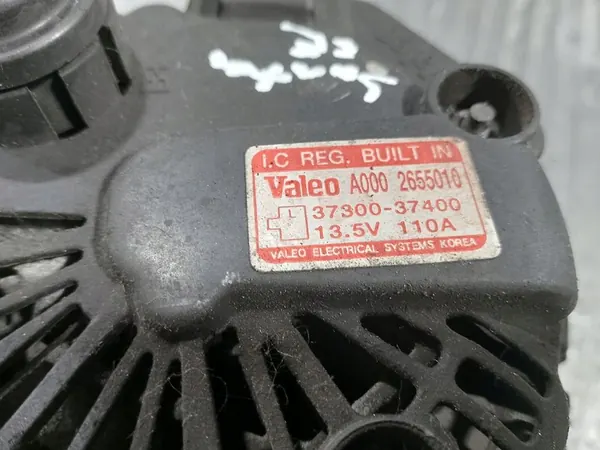 I.C REG. BUILT IN
Valeo A000 2655010
37300-37400
13.5V 110A
VALEO ELECTRICAL SYSTEMS KOREA